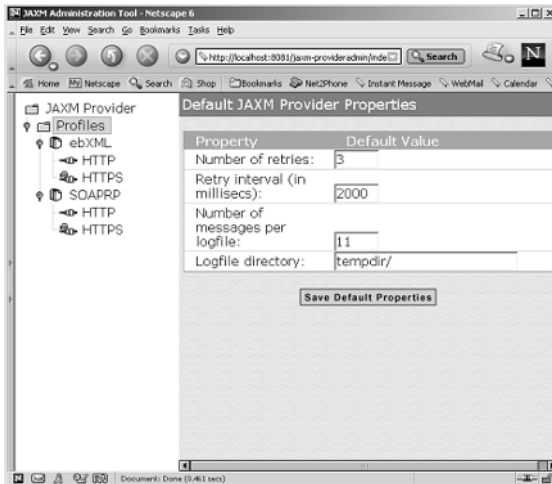 JAXM Administration Tool - Netscape 6
File Edit View Search Go Bookmarks Tasks Help
http://localhost:8081/jaxm-provideradmin/inde
Search
N
Home My Netscape Search Shop Bookmarks Net2Phone Instant Message WebMail Calendar
JAXM Provider
Profiles
ebXML
HTTP
HTTPS
SOAPRP
HTTP
HTTPS
Default JAXM Provider Properties
Property Default Value
Number of retries: 3
Retry interval (in
millisecs): 2000
Number of
messages per
logfile: 11
Logfile directory: tempdir/
Save Default Properties
Document: Done (0.461 secs)